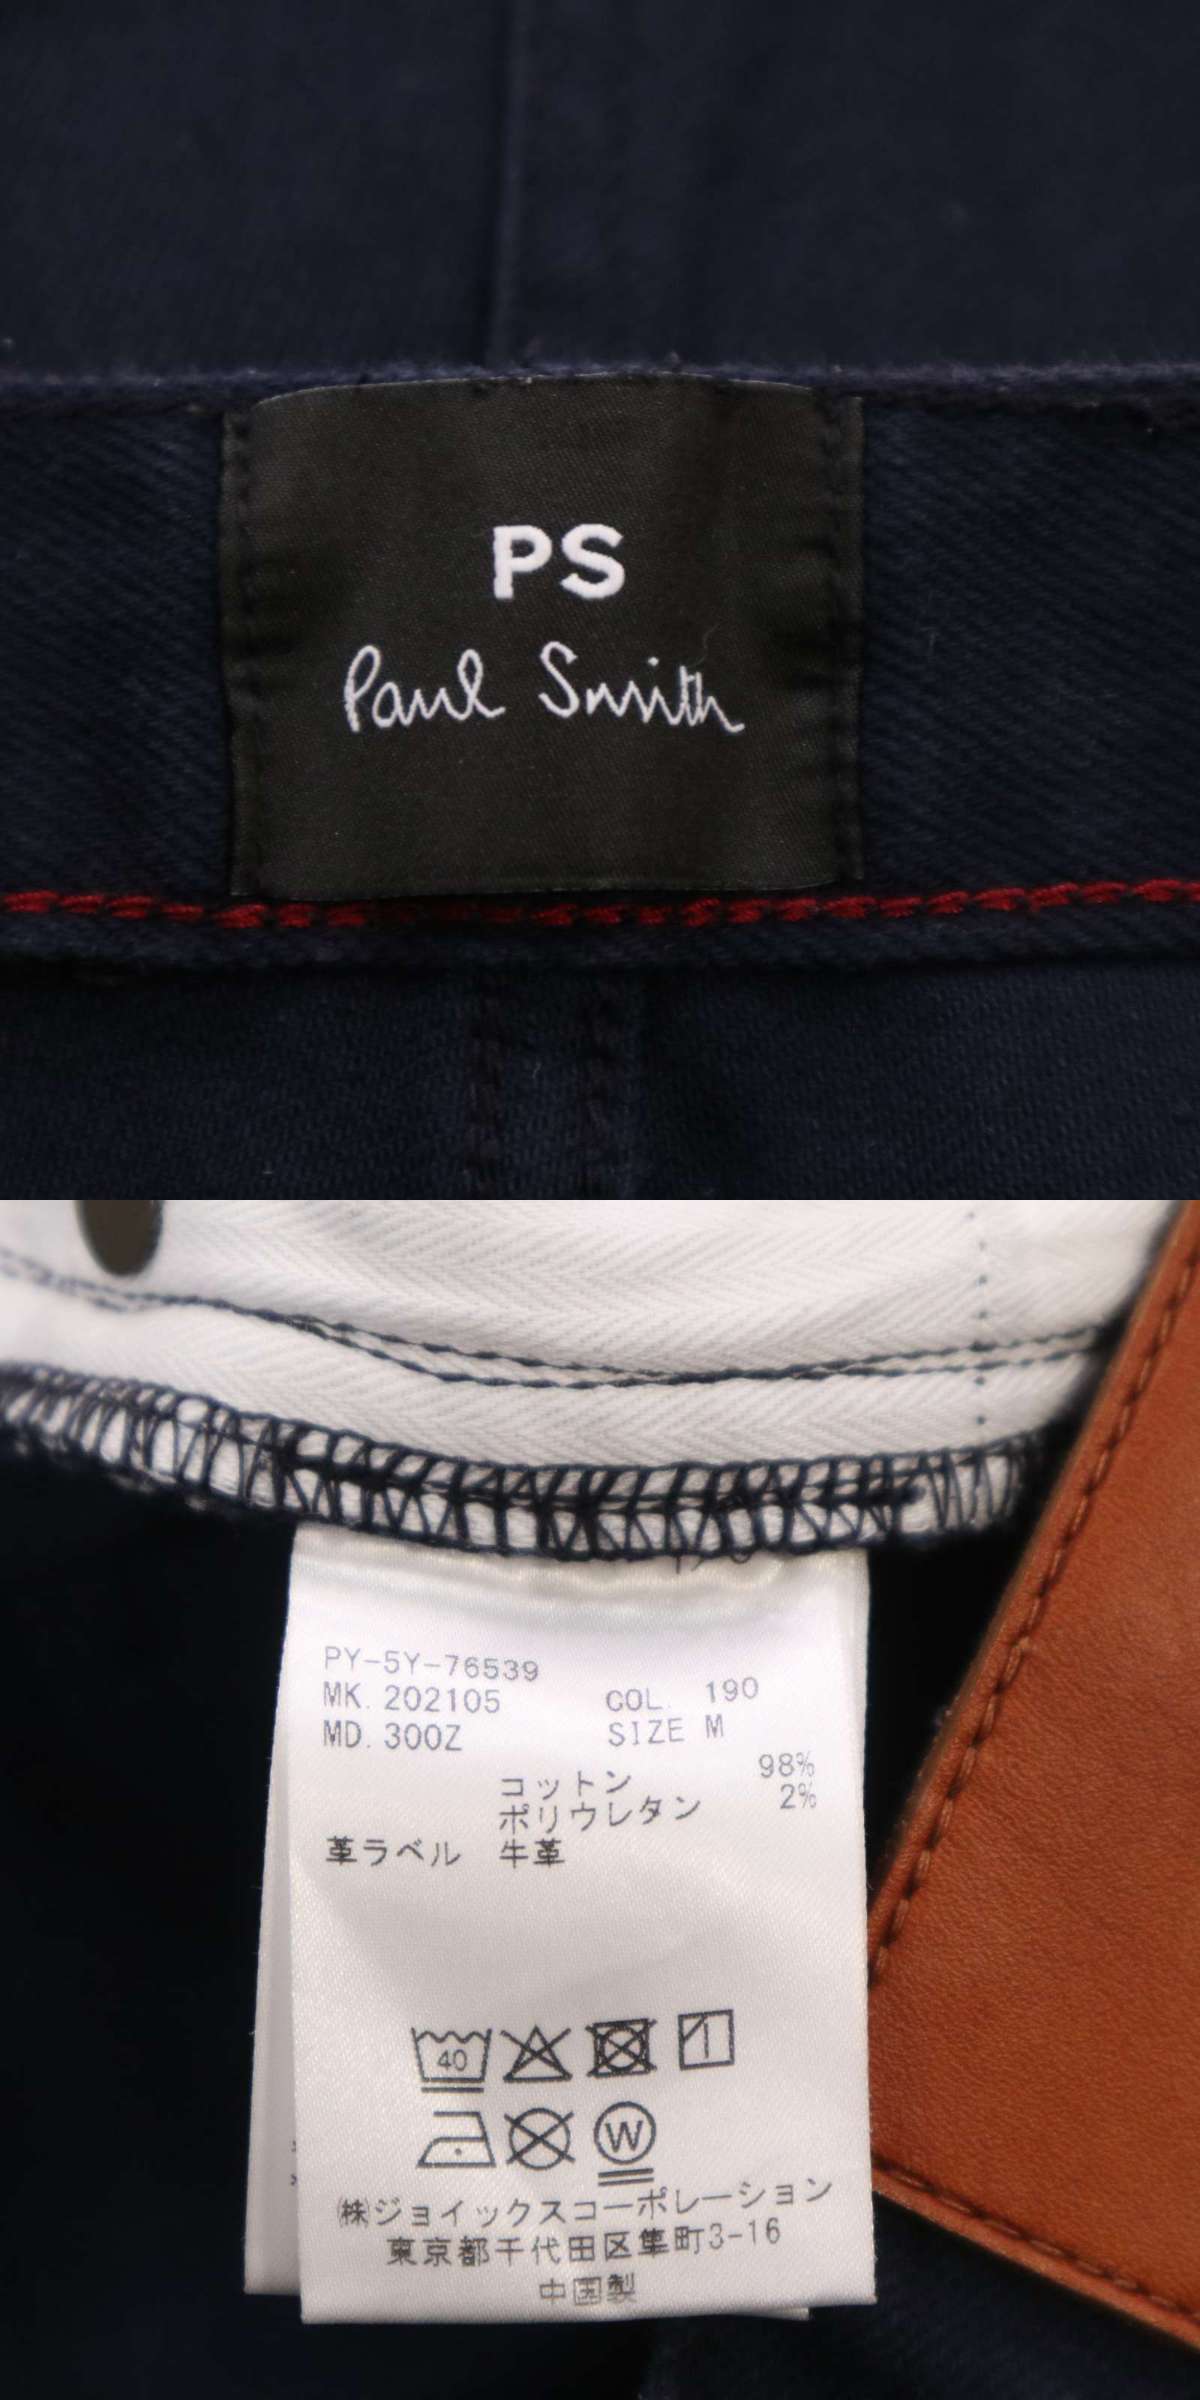 PS
Paul Smith
PY-5Y-76539
MK. 202105 COL. 190
MD. 300Z SIZE M
コットン 98%
ポリウレタン 2%
革ラベル 牛革
40
W
㈱ジョイックスコーポレーション
東京都千代田区隼町3-16
中国製